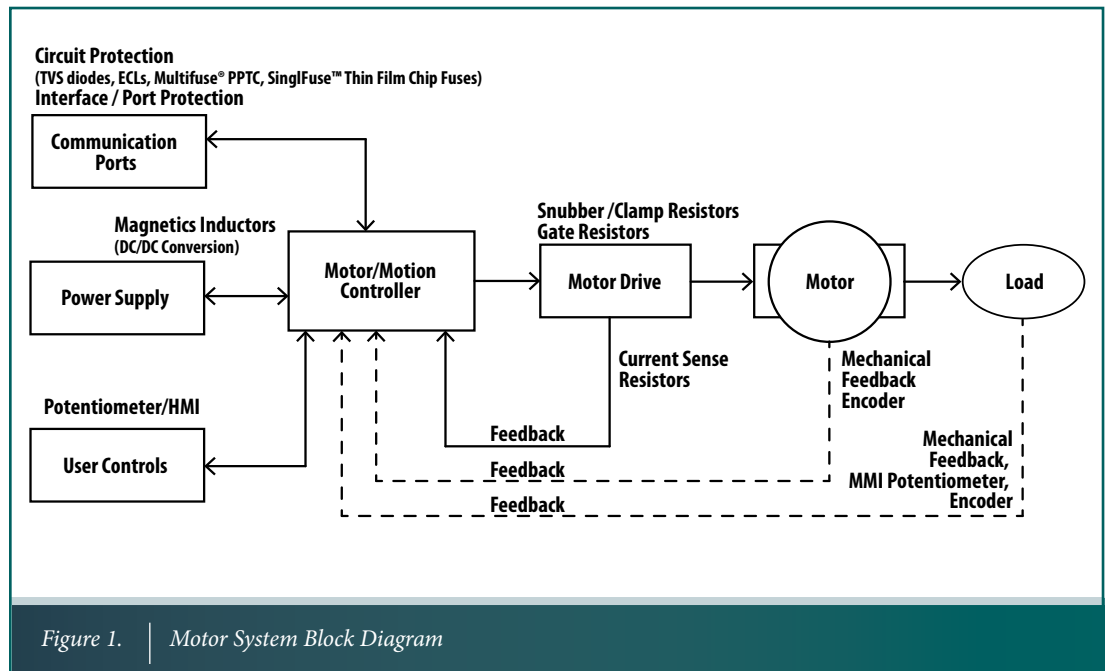 Circuit Protection
(TVS diodes, ECLs, Multifuse® PPTC, SinglFuse™ Thin Film Chip Fuses)
Interface / Port Protection
Communication
Ports
Magnetics Inductors
(DC/DC Conversion)
Power Supply
Motor/Motion
Controller
Snubber /Clamp Resistors
Gate Resistors
Motor Drive
Motor
Load
Current Sense
Resistors
Mechanical
Feedback
Encoder
Potentiometer/HMI
User Controls
Feedback
Feedback
Feedback
Mechanical
Feedback,
MMI Potentiometer,
Encoder
Figure 1. Motor System Block Diagram